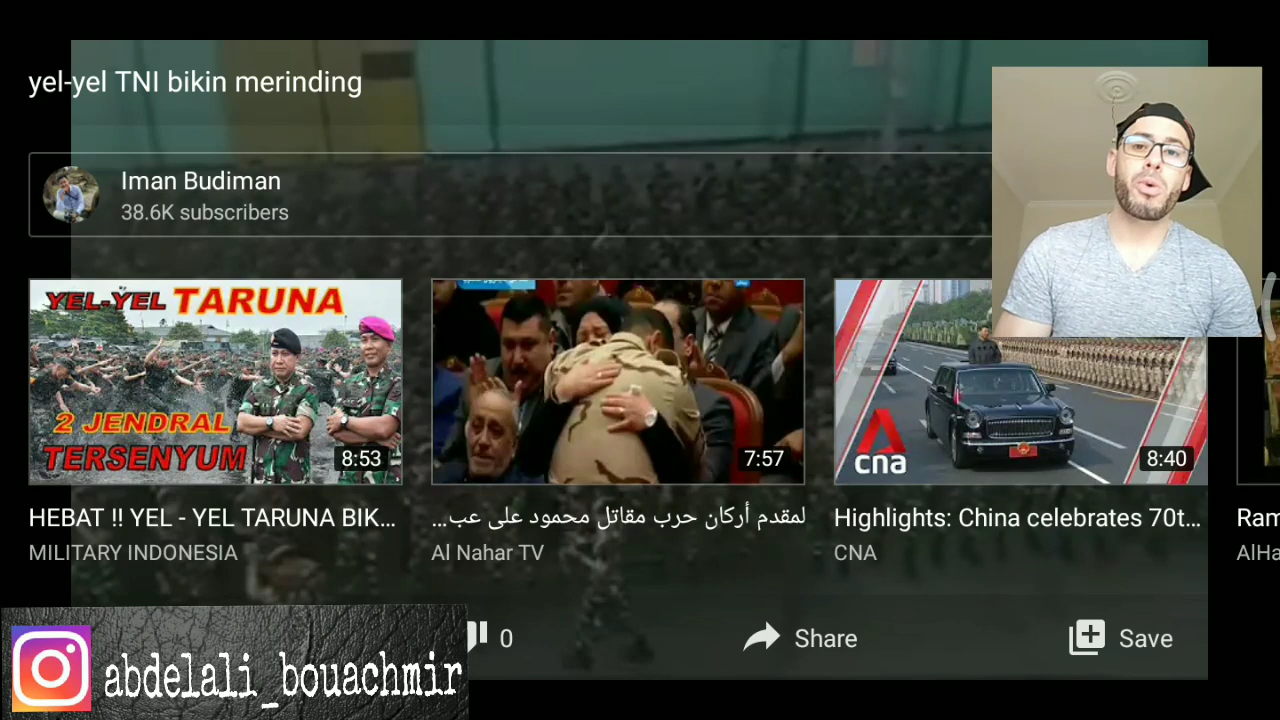 yel-yel TNI bikin merinding
Iman Budiman
38.6K subscribers
YEL-YEL TARUNA
2 JENDRAL
TERSENYUM
8:53
7:57
cna
8:40
HEBAT !! YEL - YEL TARUNA BIK...
MILITARY INDONESIA
لمقدم أركان حرب مقاتل محمود على عب...
Al Nahar TV
Highlights: China celebrates 70t...
CNA
Ram
AlHa
0
Share
Save
abdelali_bouachmir